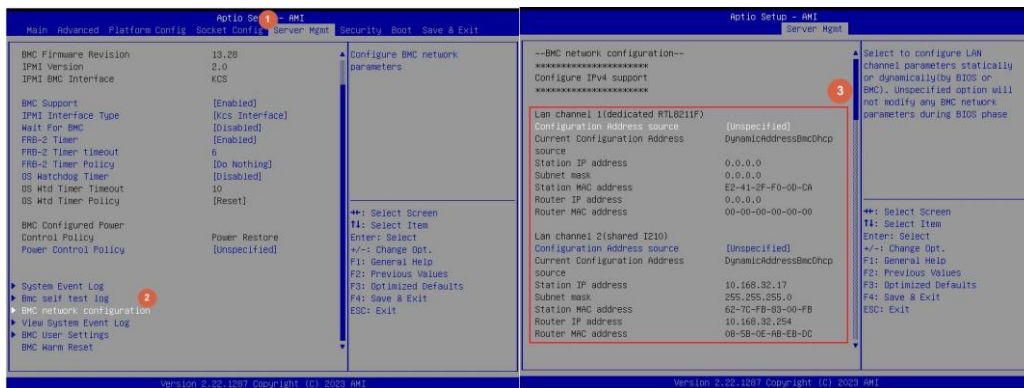 Aptio Se 1 - AMI
Main Advanced Platform Config Socket Config Server Mgmt Security Boot Save & Exit
BMC Firmware Revision 13.28
IPMI Version 2.0
IPMI BMC Interface KCS
BMC Support [Enabled]
IPMI Interface Type [Kcs Interface]
Wait For BMC [Disabled]
FRB-2 Timer [Enabled]
FRB-2 Timer timeout 6
FRB-2 Timer Policy [Do Nothing]
OS Watchdog Timer [Disabled]
OS Wtd Timer Timeout 10
OS Wtd Timer Policy [Reset]
BMC Configured Power
Control Policy Power Restore
Power Control Policy [Unspecified]
System Event Log
Bmc self test log 2
BMC network configuration
View System Event Log
BMC User Settings
BMC Warm Reset
Configure BMC network
parameters
→←: Select Screen
↑↓: Select Item
Enter: Select
+/-: Change Opt.
F1: General Help
F2: Previous Values
F3: Optimized Defaults
F4: Save & Exit
ESC: Exit
Version 2.22.1287 Copyright (C) 2023 AMI
Aptio Setup - AMI
Server Mgmt
--BMC network configuration--
**********************
Configure IPv4 support
**********************
3
Lan channel 1(dedicated RTL8211F)
Configuration Address source [Unspecified]
Current Configuration Address DynamicAddressBmcDhcp
source
Station IP address 0.0.0.0
Subnet mask 0.0.0.0
Station MAC address E2-41-2F-F0-0D-CA
Router IP address 0.0.0.0
Router MAC address 00-00-00-00-00-00
Lan channel 2(shared I210)
Configuration Address source [Unspecified]
Current Configuration Address DynamicAddressBmcDhcp
source
Station IP address 10.168.32.17
Subnet mask 255.255.255.0
Station MAC address 62-7C-FB-83-00-FB
Router IP address 10.168.32.254
Router MAC address 08-5B-0E-AB-EB-DC
Select to configure LAN
channel parameters statically
or dynamically(by BIOS or
BMC). Unspecified option will
not modify any BMC network
parameters during BIOS phase
→←: Select Screen
↑↓: Select Item
Enter: Select
+/-: Change Opt.
F1: General Help
F2: Previous Values
F3: Optimized Defaults
F4: Save & Exit
ESC: Exit
Version 2.22.1287 Copyright (C) 2023 AMI